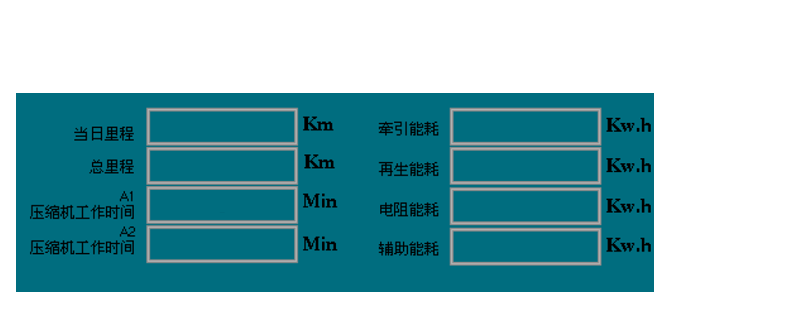 当日里程 Km 牵引能耗 Kw.h
总里程 Km 再生能耗 Kw.h
A1
压缩机工作时间 Min 电阻能耗 Kw.h
A2
压缩机工作时间 Min 辅助能耗 Kw.h